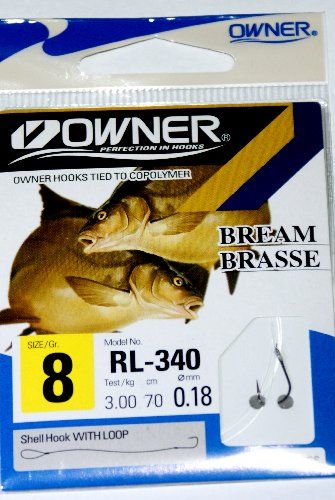 OWNER®
OWNER®
PERFECTION IN HOOKS
OWNER HOOKS TIED TO COPOLYMER
BREAM
BRASSE
SIZE/Gr.
8
Model No.
RL-340
Test/kg cm Ømm
3.00 70 0.18
Shell Hook WITH LOOP